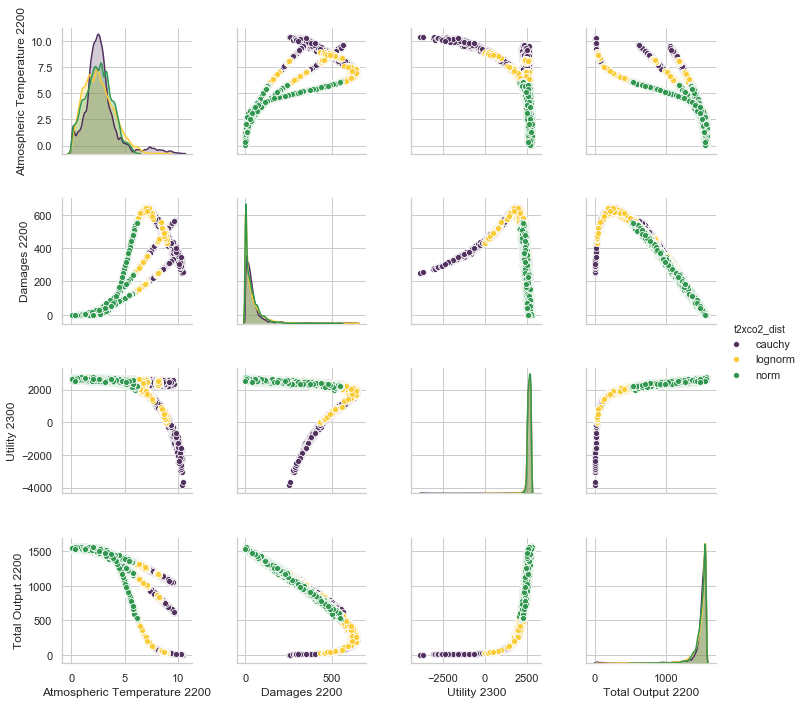 Atmospheric Temperature 2200
10.0
7.5
5.0
2.5
0.0
Damages 2200
600
400
200
0
t2xco2_dist
cauchy
lognorm
norm
Utility 2300
2000
0
−2000
−4000
Total Output 2200
1500
1000
500
0
0 5 10
Atmospheric Temperature 2200
0 500
Damages 2200
−2500 0 2500
Utility 2300
0 1000
Total Output 2200